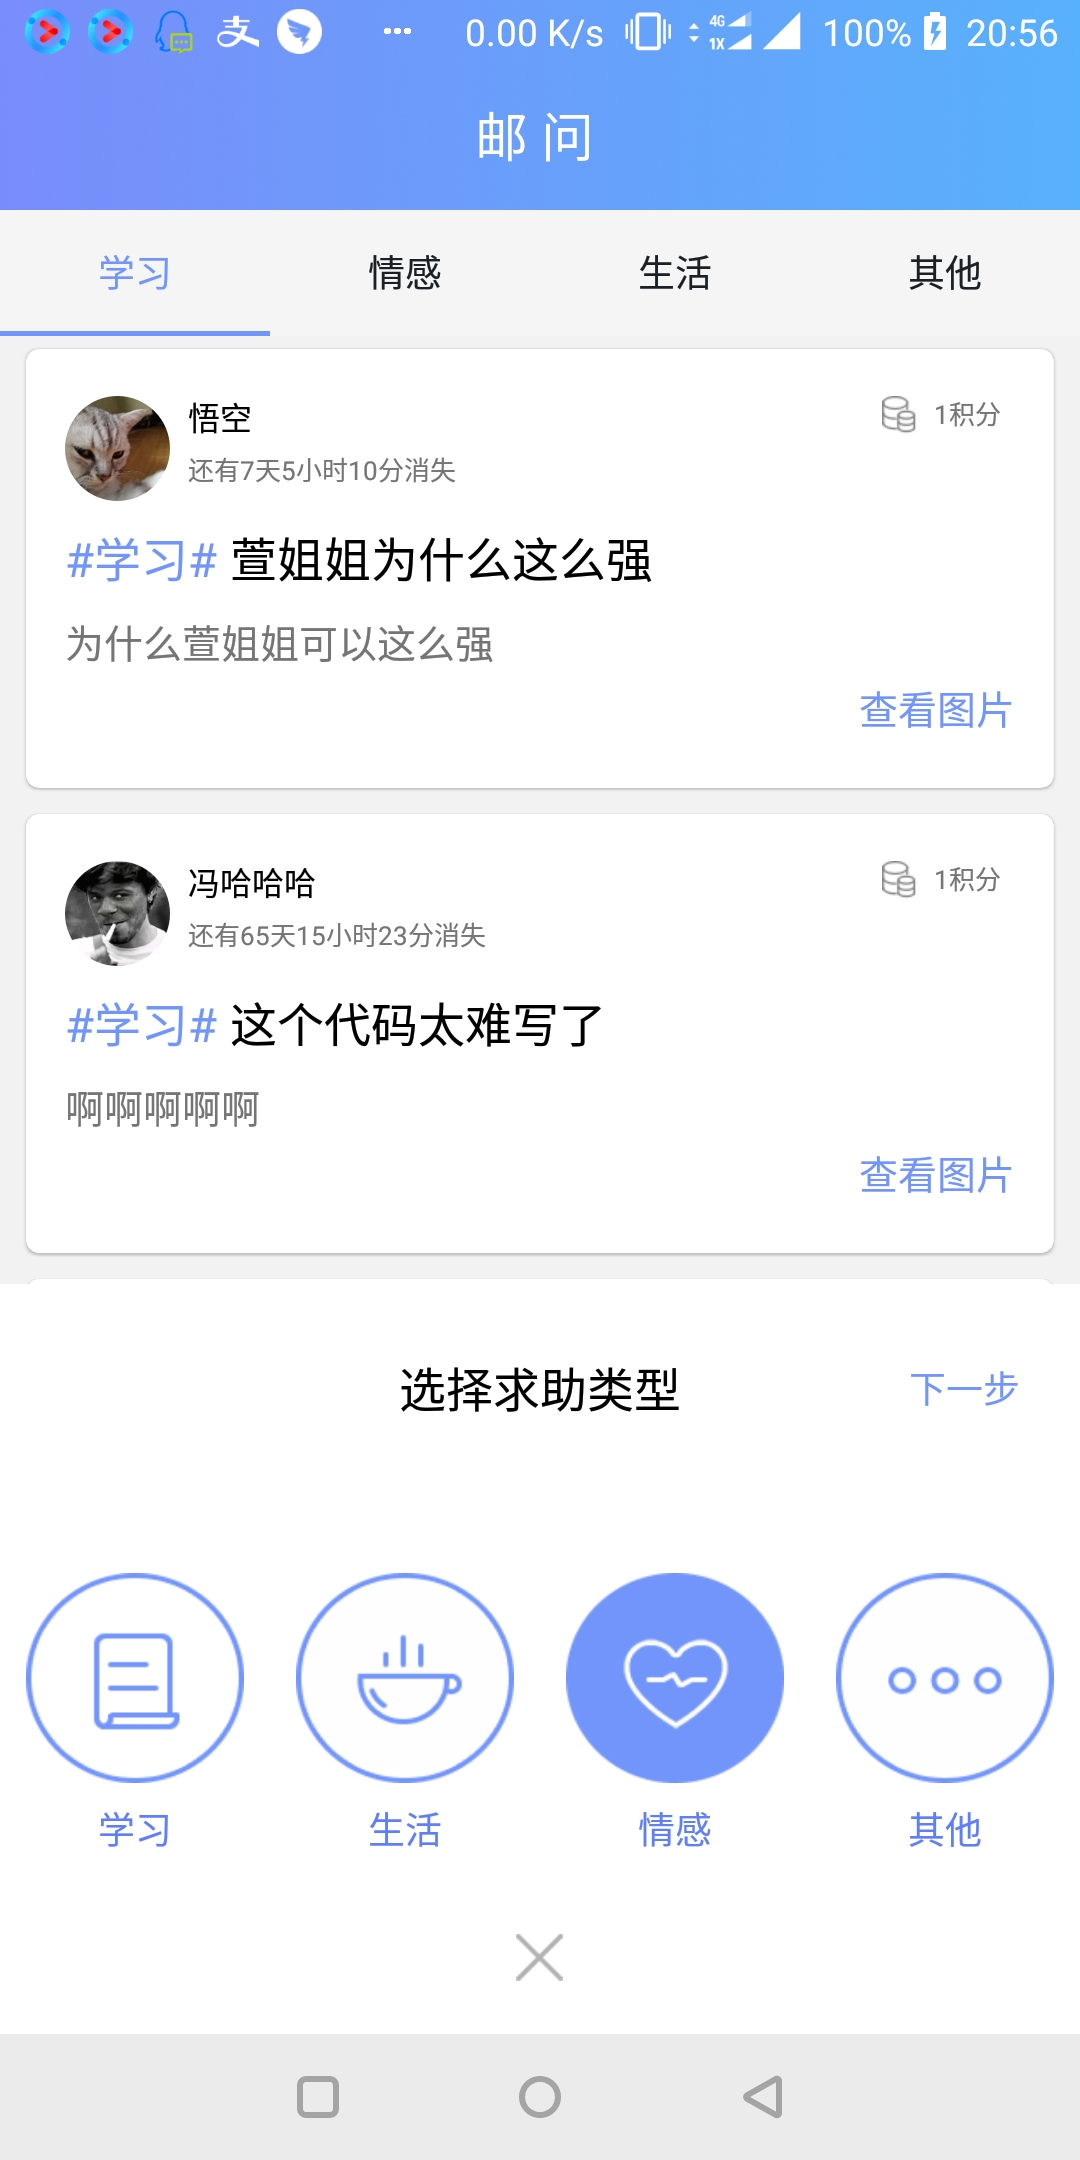 0.00 K/s 4G 1X 100% 20:56
邮问
学习 情感 生活 其他
悟空 1积分
还有7天5小时10分消失
#学习# 萱姐姐为什么这么强
为什么萱姐姐可以这么强
查看图片
冯哈哈哈 1积分
还有65天15小时23分消失
#学习# 这个代码太难写了
啊啊啊啊啊
查看图片
选择求助类型 下一步
学习 生活 情感 其他